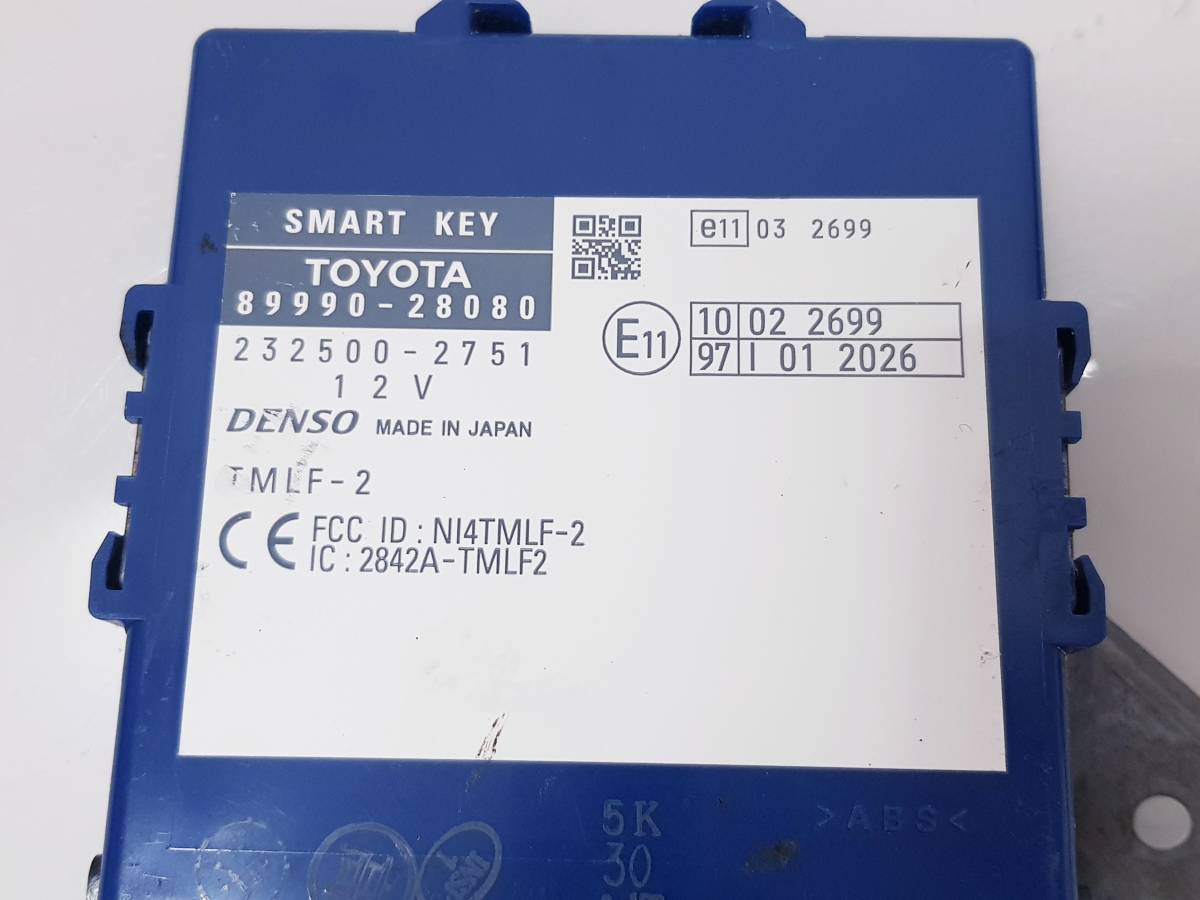 SMART KEY
TOYOTA
89990-28080
232500-2751
12V
DENSO MADE IN JAPAN
TMLF-2
CE FCC ID : NI4TMLF-2
IC : 2842A-TMLF2
e11 03 2699
E11
10 02 2699
97 I 01 2026
5K
>ABS<
30